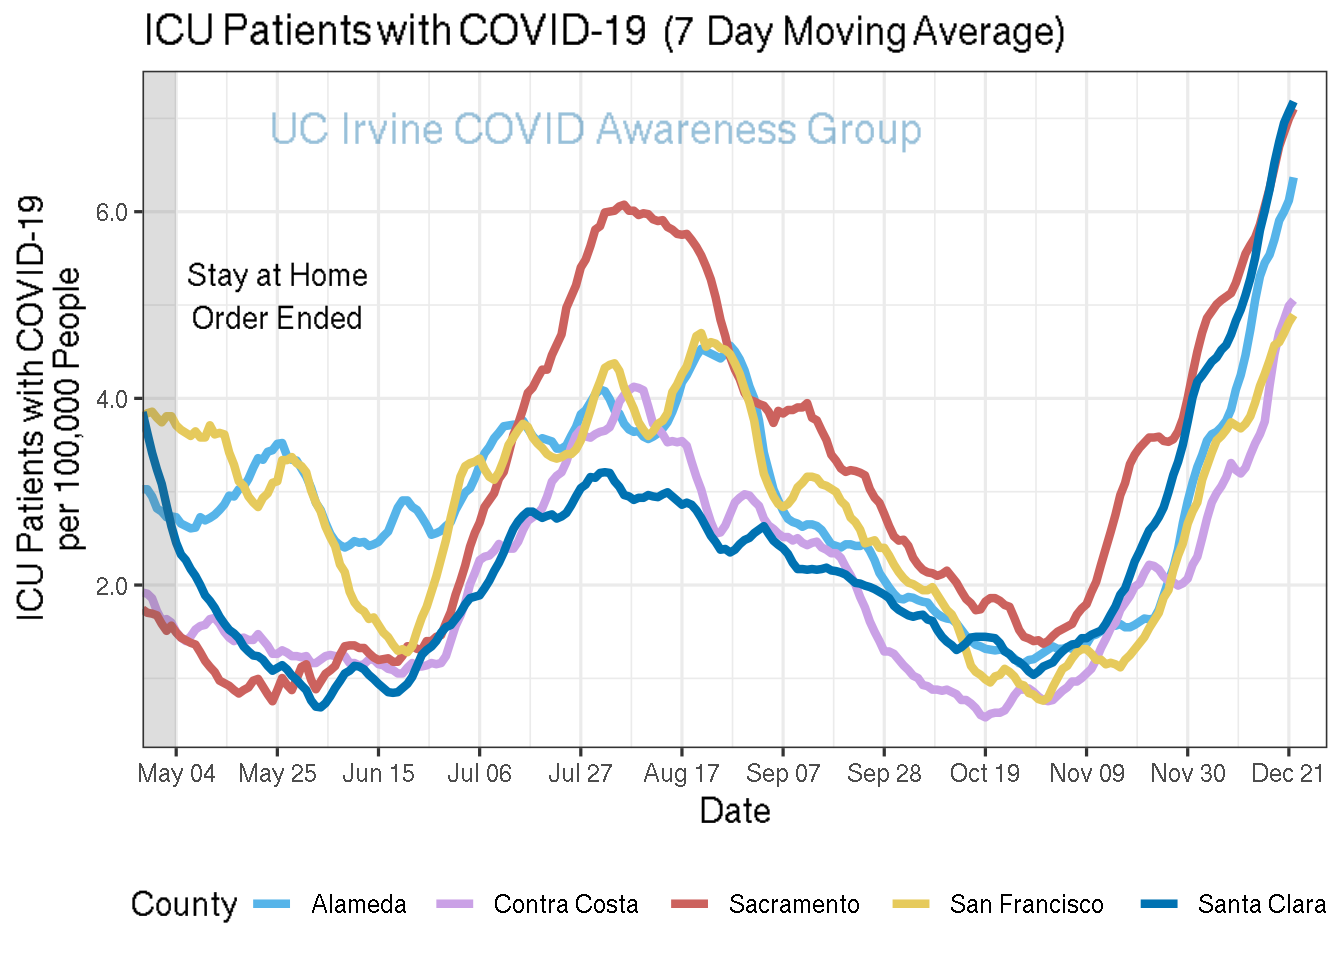 ICU Patients with COVID-19 (7 Day Moving Average)
UC Irvine COVID Awareness Group
Stay at Home
Order Ended
ICU Patients with COVID-19
per 100,000 People
6.0
4.0
2.0
May 04 May 25 Jun 15 Jul 06 Jul 27 Aug 17 Sep 07 Sep 28 Oct 19 Nov 09 Nov 30 Dec 21
Date
County Alameda Contra Costa Sacramento San Francisco Santa Clara